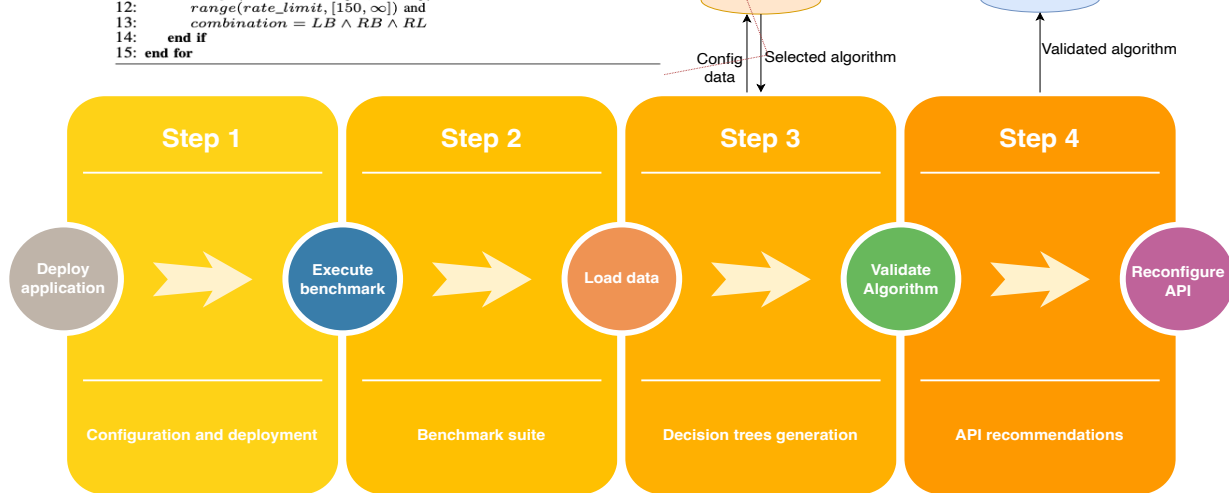 12: range(rate_limit, [150, ∞]) and
13: combination = LB ∧ RB ∧ RL
14: end if
15: end for
Config
data
Selected algorithm
Validated algorithm
Step 1
Step 2
Step 3
Step 4
Deploy
application
Execute
benchmark
Load data
Validate
Algorithm
Reconfigure
API
Configuration and deployment
Benchmark suite
Decision trees generation
API recommendations